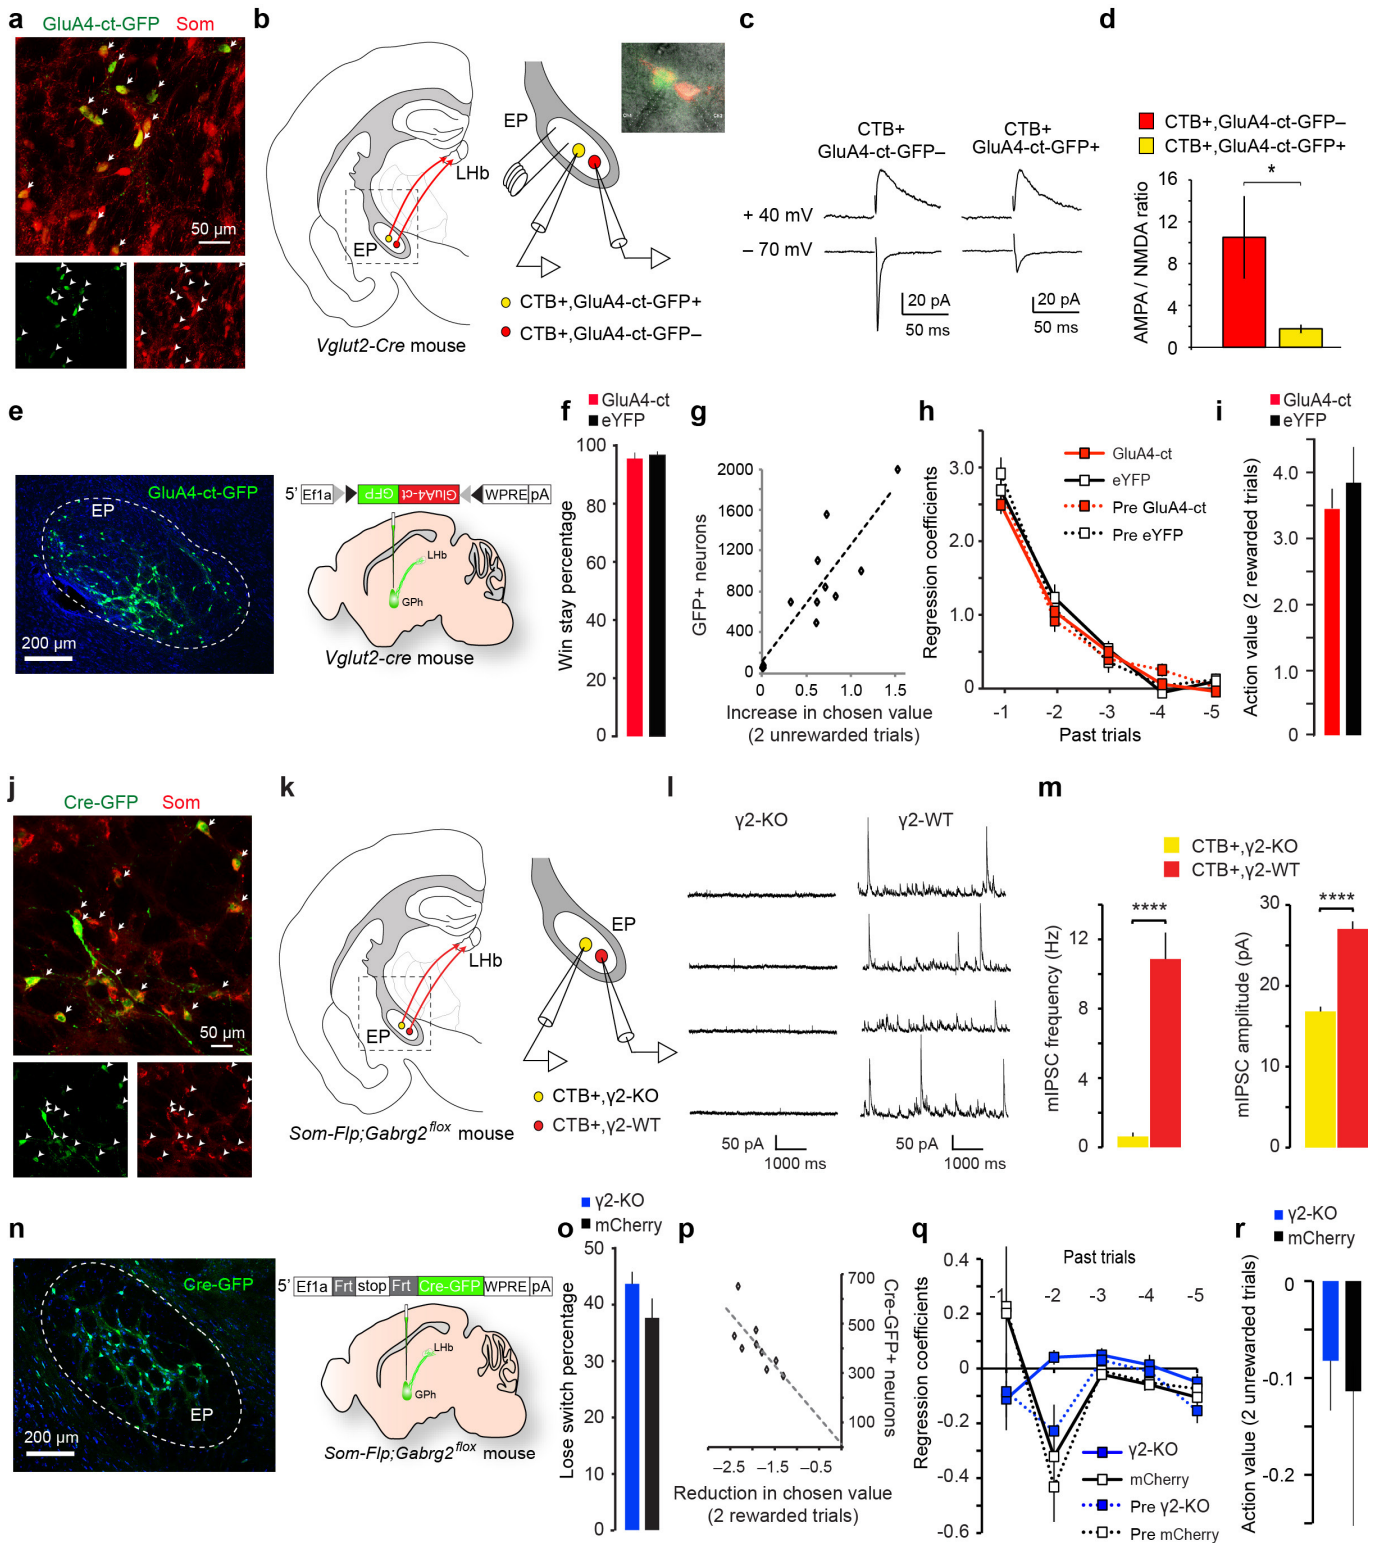 a
GluA4-ct-GFP Som
50 µm
b
EP
LHb
EP
CTB+,GluA4-ct-GFP+
CTB+,GluA4-ct-GFP–
Vglut2-Cre mouse
c
CTB+
GluA4-ct-GFP–
CTB+
GluA4-ct-GFP+
+ 40 mV
– 70 mV
20 pA
50 ms
20 pA
50 ms
d
CTB+,GluA4-ct-GFP–
CTB+,GluA4-ct-GFP+
*
AMPA / NMDA ratio
16
12
8
4
0
e
GluA4-ct-GFP
EP
200 µm
5' Ef1a GFP GluA4-ct WPRE pA
LHb
GPh
Vglut2-cre mouse
f
GluA4-ct
eYFP
Win stay percentage
100
80
60
40
20
0
g
GFP+ neurons
2000
1600
1200
800
400
0
0 0.5 1.0 1.5
Increase in chosen value
(2 unrewarded trials)
h
Regression coefficients
3.0
2.0
1.0
0
GluA4-ct
eYFP
Pre GluA4-ct
Pre eYFP
-1 -2 -3 -4 -5
Past trials
i
GluA4-ct
eYFP
Action value (2 rewarded trials)
4.0
3.0
2.0
1.0
0
j
Cre-GFP Som
50 µm
k
LHb
EP
EP
CTB+,γ2-KO
CTB+,γ2-WT
Som-Flp;Gabrg2flox mouse
l
γ2-KO
γ2-WT
50 pA
1000 ms
50 pA
1000 ms
m
CTB+,γ2-KO
CTB+,γ2-WT
****
mIPSC frequency (Hz)
12
8
4
0
****
mIPSC amplitude (pA)
30
20
10
0
n
Cre-GFP
EP
200 µm
5' Ef1a Frt stop Frt Cre-GFP WPRE pA
LHb
GPh
Som-Flp;Gabrg2flox mouse
o
γ2-KO
mCherry
Lose switch percentage
50
40
30
20
10
0
p
700
500
300
100
Cre-GFP+ neurons
–2.5 –1.5 –0.5
Reduction in chosen value
(2 rewarded trials)
q
Past trials
-1 -2 -3 -4 -5
Regression coefficients
0.4
0.2
0
-0.2
-0.4
-0.6
γ2-KO
mCherry
Pre γ2-KO
Pre mCherry
r
γ2-KO
mCherry
Action value (2 unrewarded trials)
0
-0.1
-0.2